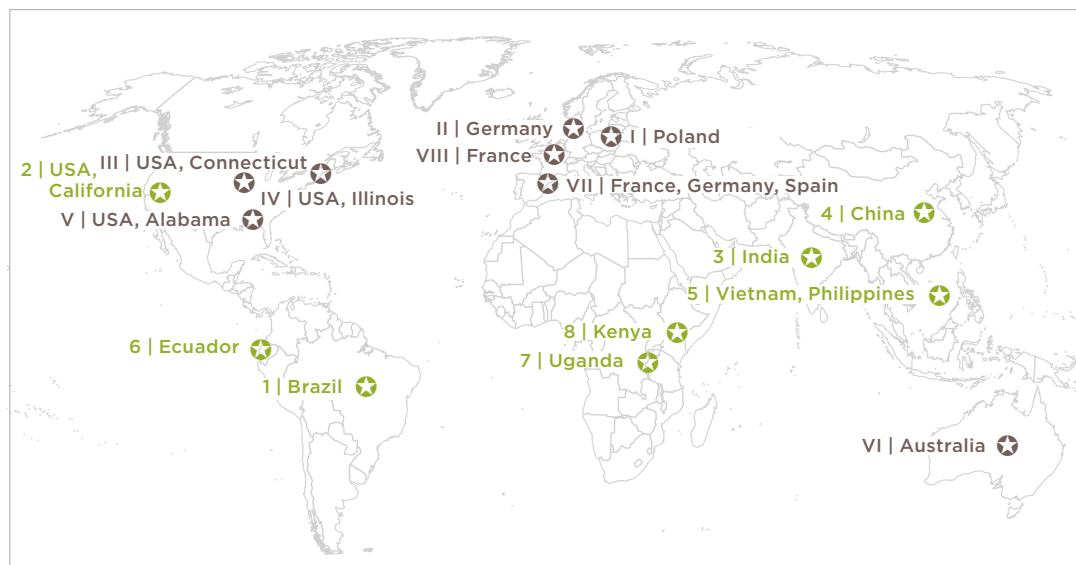 II | Germany
I | Poland
VIII | France
III | USA, Connecticut
2 | USA,
California
VII | France, Germany, Spain
IV | USA, Illinois
V | USA, Alabama
4 | China
3 | India
5 | Vietnam, Philippines
8 | Kenya
6 | Ecuador
7 | Uganda
1 | Brazil
VI | Australia